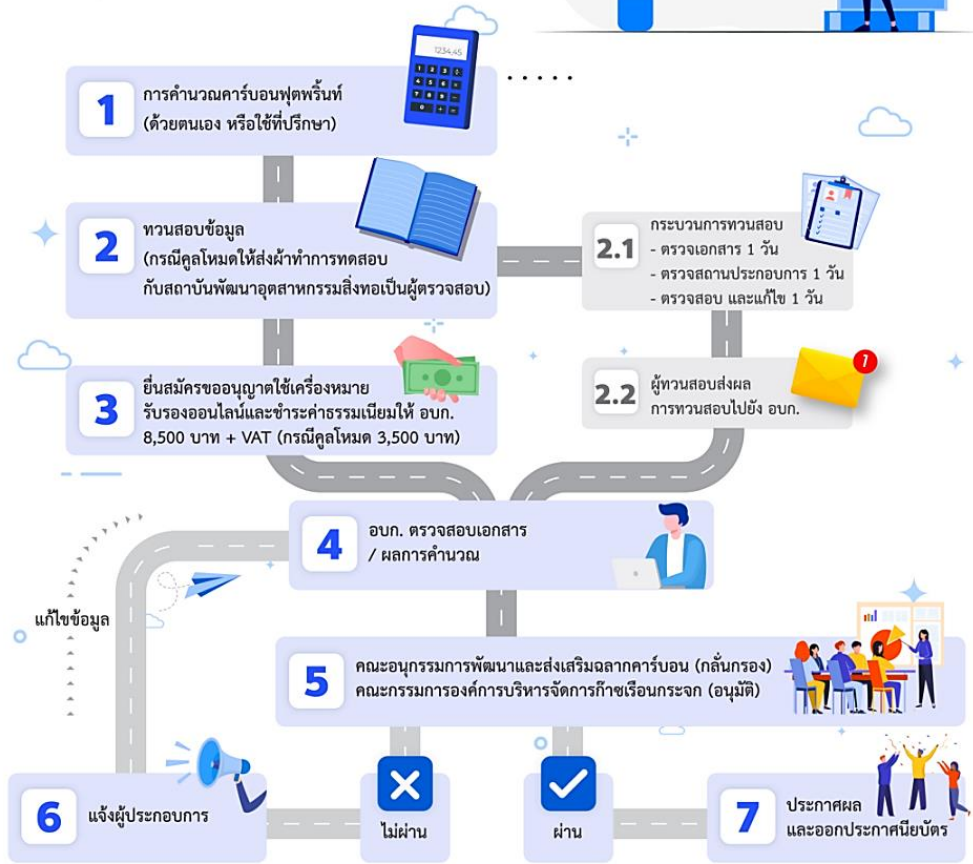 1234.45
1
การคำนวณคาร์บอนฟุตพริ้นท์
(ด้วยตนเอง หรือใช้ที่ปรึกษา)
2
ทวนสอบข้อมูล
(กรณีคูลโหมดให้ส่งผ้าทำการทดสอบ
กับสถาบันพัฒนาอุตสาหกรรมสิ่งทอเป็นผู้ตรวจสอบ)
2.1
กระบวนการทวนสอบ
- ตรวจเอกสาร 1 วัน
- ตรวจสถานประกอบการ 1 วัน
- ตรวจสอบ และแก้ไข 1 วัน
3
ยื่นสมัครขออนุญาตใช้เครื่องหมาย
รับรองออนไลน์และชำระค่าธรรมเนียมให้ อบก.
8,500 บาท + VAT (กรณีคูลโหมด 3,500 บาท)
2.2
ผู้ทวนสอบส่งผล
การทวนสอบไปยัง อบก.
1
4
อบก. ตรวจสอบเอกสาร
/ ผลการคำนวณ
แก้ไขข้อมูล
5
คณะอนุกรรมการพัฒนาและส่งเสริมฉลากคาร์บอน (กลั่นกรอง)
คณะกรรมการองค์การบริหารจัดการก๊าซเรือนกระจก (อนุมัติ)
6
แจ้งผู้ประกอบการ
ไม่ผ่าน
ผ่าน
7
ประกาศผล
และออกประกาศนียบัตร